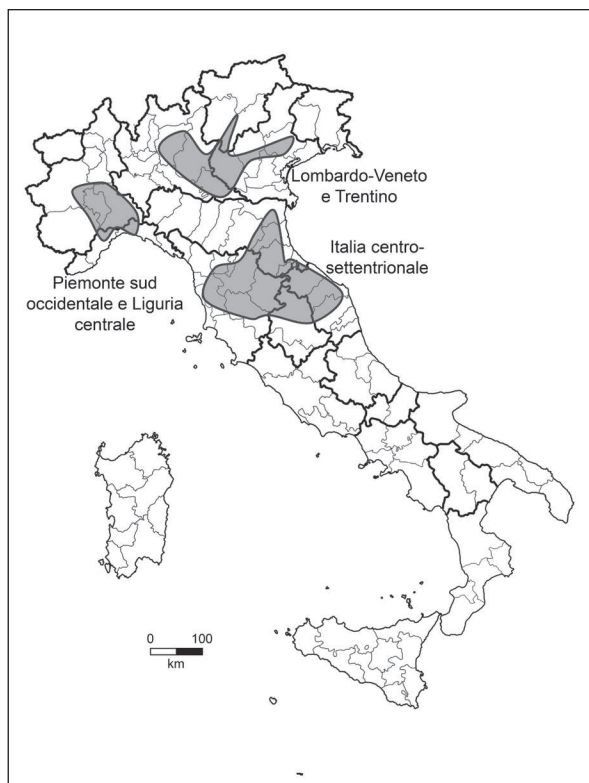 Lombardo-Veneto
e Trentino
Italia centro-
settentrionale
Piemonte sud
occidentale e Liguria
centrale
0 100
km